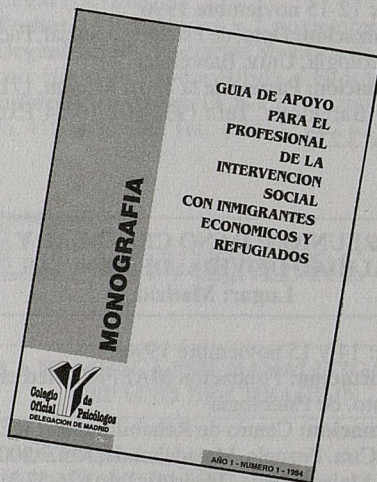 GUIA DE APOYO
PARA EL
PROFESIONAL
DE LA
INTERVENCION
SOCIAL
CON INMIGRANTES
ECONOMICOS Y
REFUGIADOS
MONOGRAFIA
Colegio de
Oficial Psicólogos
DELEGACION DE MADRID
AÑO 1 - NUMERO 1 - 1994